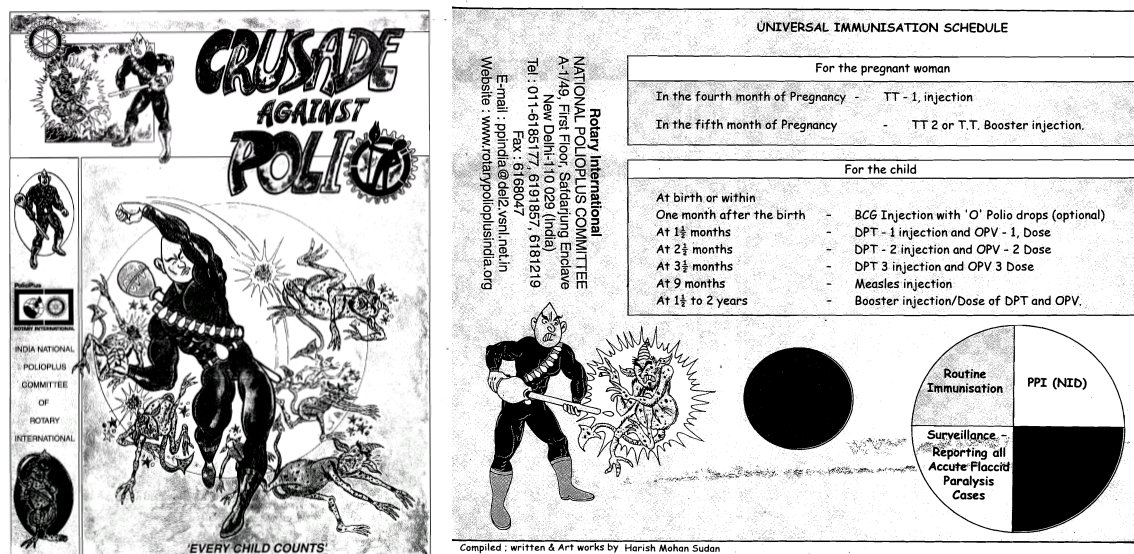 CRUSADE
AGAINST
POLIO
PolioPlus
ROTARY INTERNATIONAL
INDIA NATIONAL
POLIOPLUS
COMMITTEE
OF
ROTARY
INTERNATIONAL
'EVERY CHILD COUNTS'
Rotary International
NATIONAL POLIOPLUS COMMITTEE
A-1/49, First Floor, Safdarjung Enclave
New Delhi-110 029 (India)
Tel : 011-6185177, 6191857, 6181219
Fax : 6168047
E-mail : ppindia@del2.vsnl.net.in
Website : www.rotarypolioplusindia.org
UNIVERSAL IMMUNISATION SCHEDULE
For the pregnant woman
In the fourth month of Pregnancy - TT - 1, injection
In the fifth month of Pregnancy - TT 2 or T.T. Booster injection.
For the child
At birth or within
One month after the birth - BCG Injection with 'O' Polio drops (optional)
At 1½ months - DPT - 1 injection and OPV - 1, Dose
At 2½ months - DPT - 2 injection and OPV - 2 Dose
At 3½ months - DPT 3 injection and OPV 3 Dose
At 9 months - Measles injection
At 1½ to 2 years - Booster injection/Dose of DPT and OPV.
Routine
Immunisation
PPI (NID)
Surveillance -
Reporting all
Accute Flaccid
Paralysis
Cases
Compiled ; written & Art works by Harish Mohan Sudan